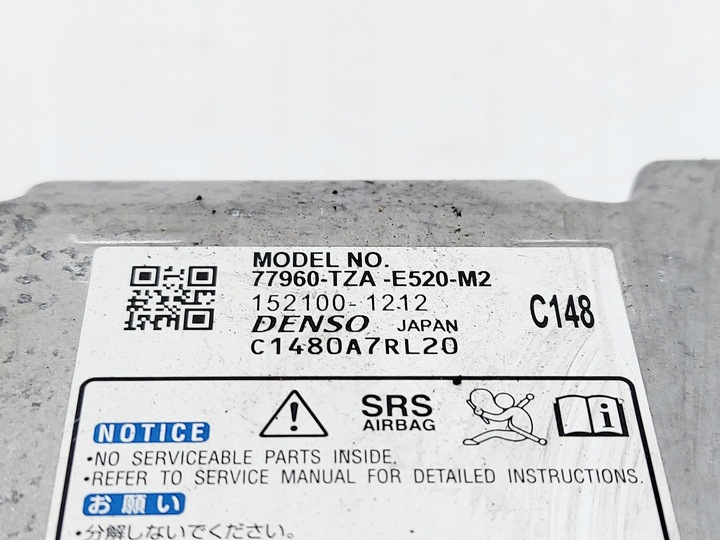 MODEL NO.
77960-TZA -E520-M2
152100-1212
DENSO JAPAN
C148
C1480A7RL20
SRS
AIRBAG
NOTICE
•NO SERVICEABLE PARTS INSIDE.
•REFER TO SERVICE MANUAL FOR DETAILED INSTRUCTIONS.
お願い
•分解しないでください。